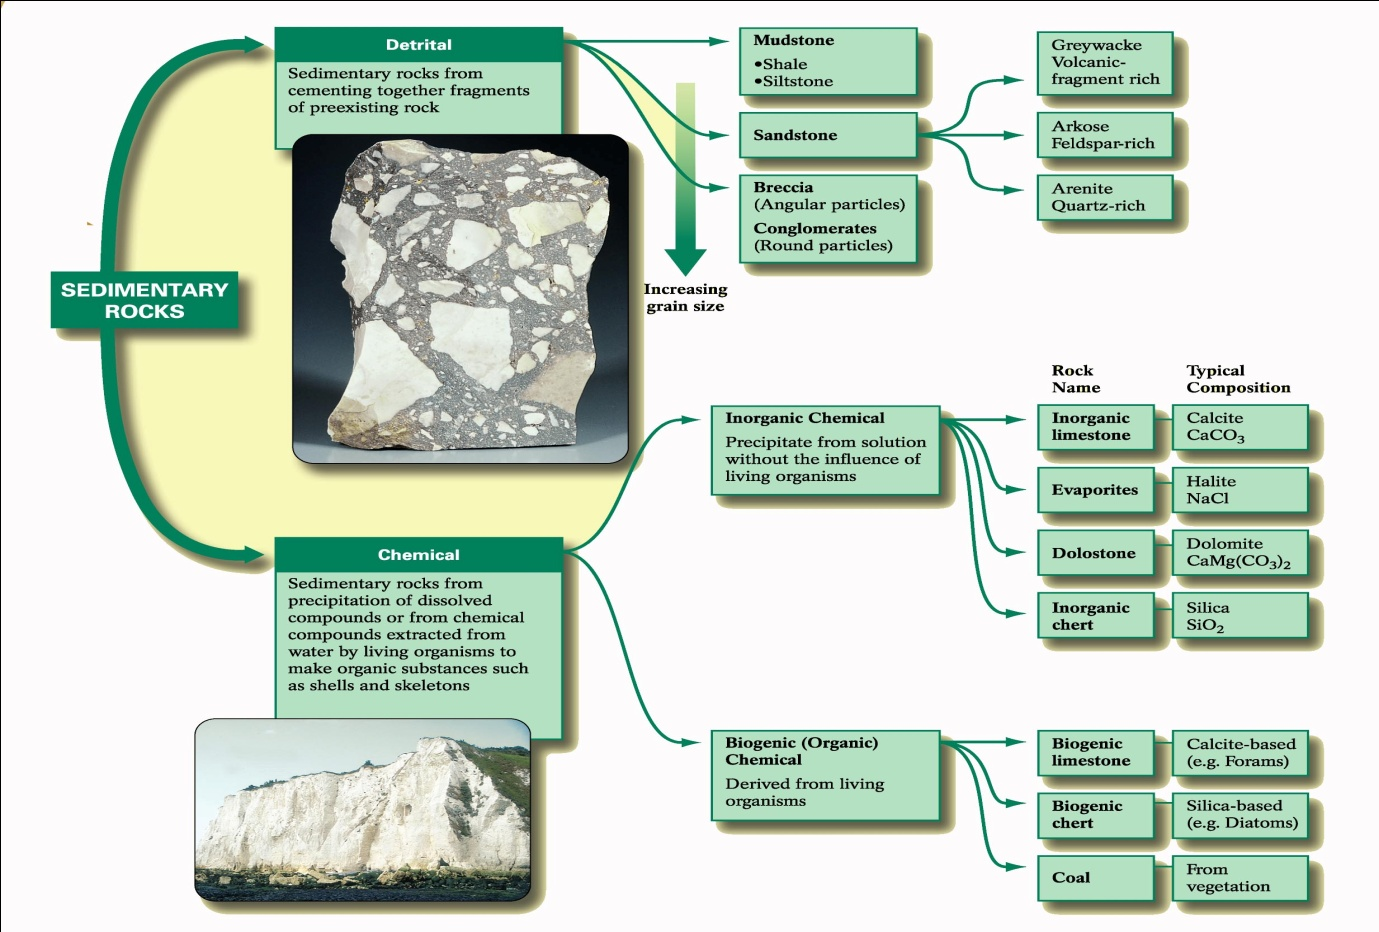 SEDIMENTARY
ROCKS
Detrital
Sedimentary rocks from
cementing together fragments
of preexisting rock
Increasing
grain size
Mudstone
•Shale
•Siltstone
Sandstone
Breccia
(Angular particles)
Conglomerates
(Round particles)
Greywacke
Volcanic-
fragment rich
Arkose
Feldspar-rich
Arenite
Quartz-rich
Chemical
Sedimentary rocks from
precipitation of dissolved
compounds or from chemical
compounds extracted from
water by living organisms to
make organic substances such
as shells and skeletons
Inorganic Chemical
Precipitate from solution
without the influence of
living organisms
Rock
Name
Typical
Composition
Inorganic
limestone
Calcite
CaCO₃
Evaporites
Halite
NaCl
Dolostone
Dolomite
CaMg(CO₃)₂
Inorganic
chert
Silica
SiO₂
Biogenic (Organic)
Chemical
Derived from living
organisms
Biogenic
limestone
Calcite-based
(e.g. Forams)
Biogenic
chert
Silica-based
(e.g. Diatoms)
Coal
From
vegetation